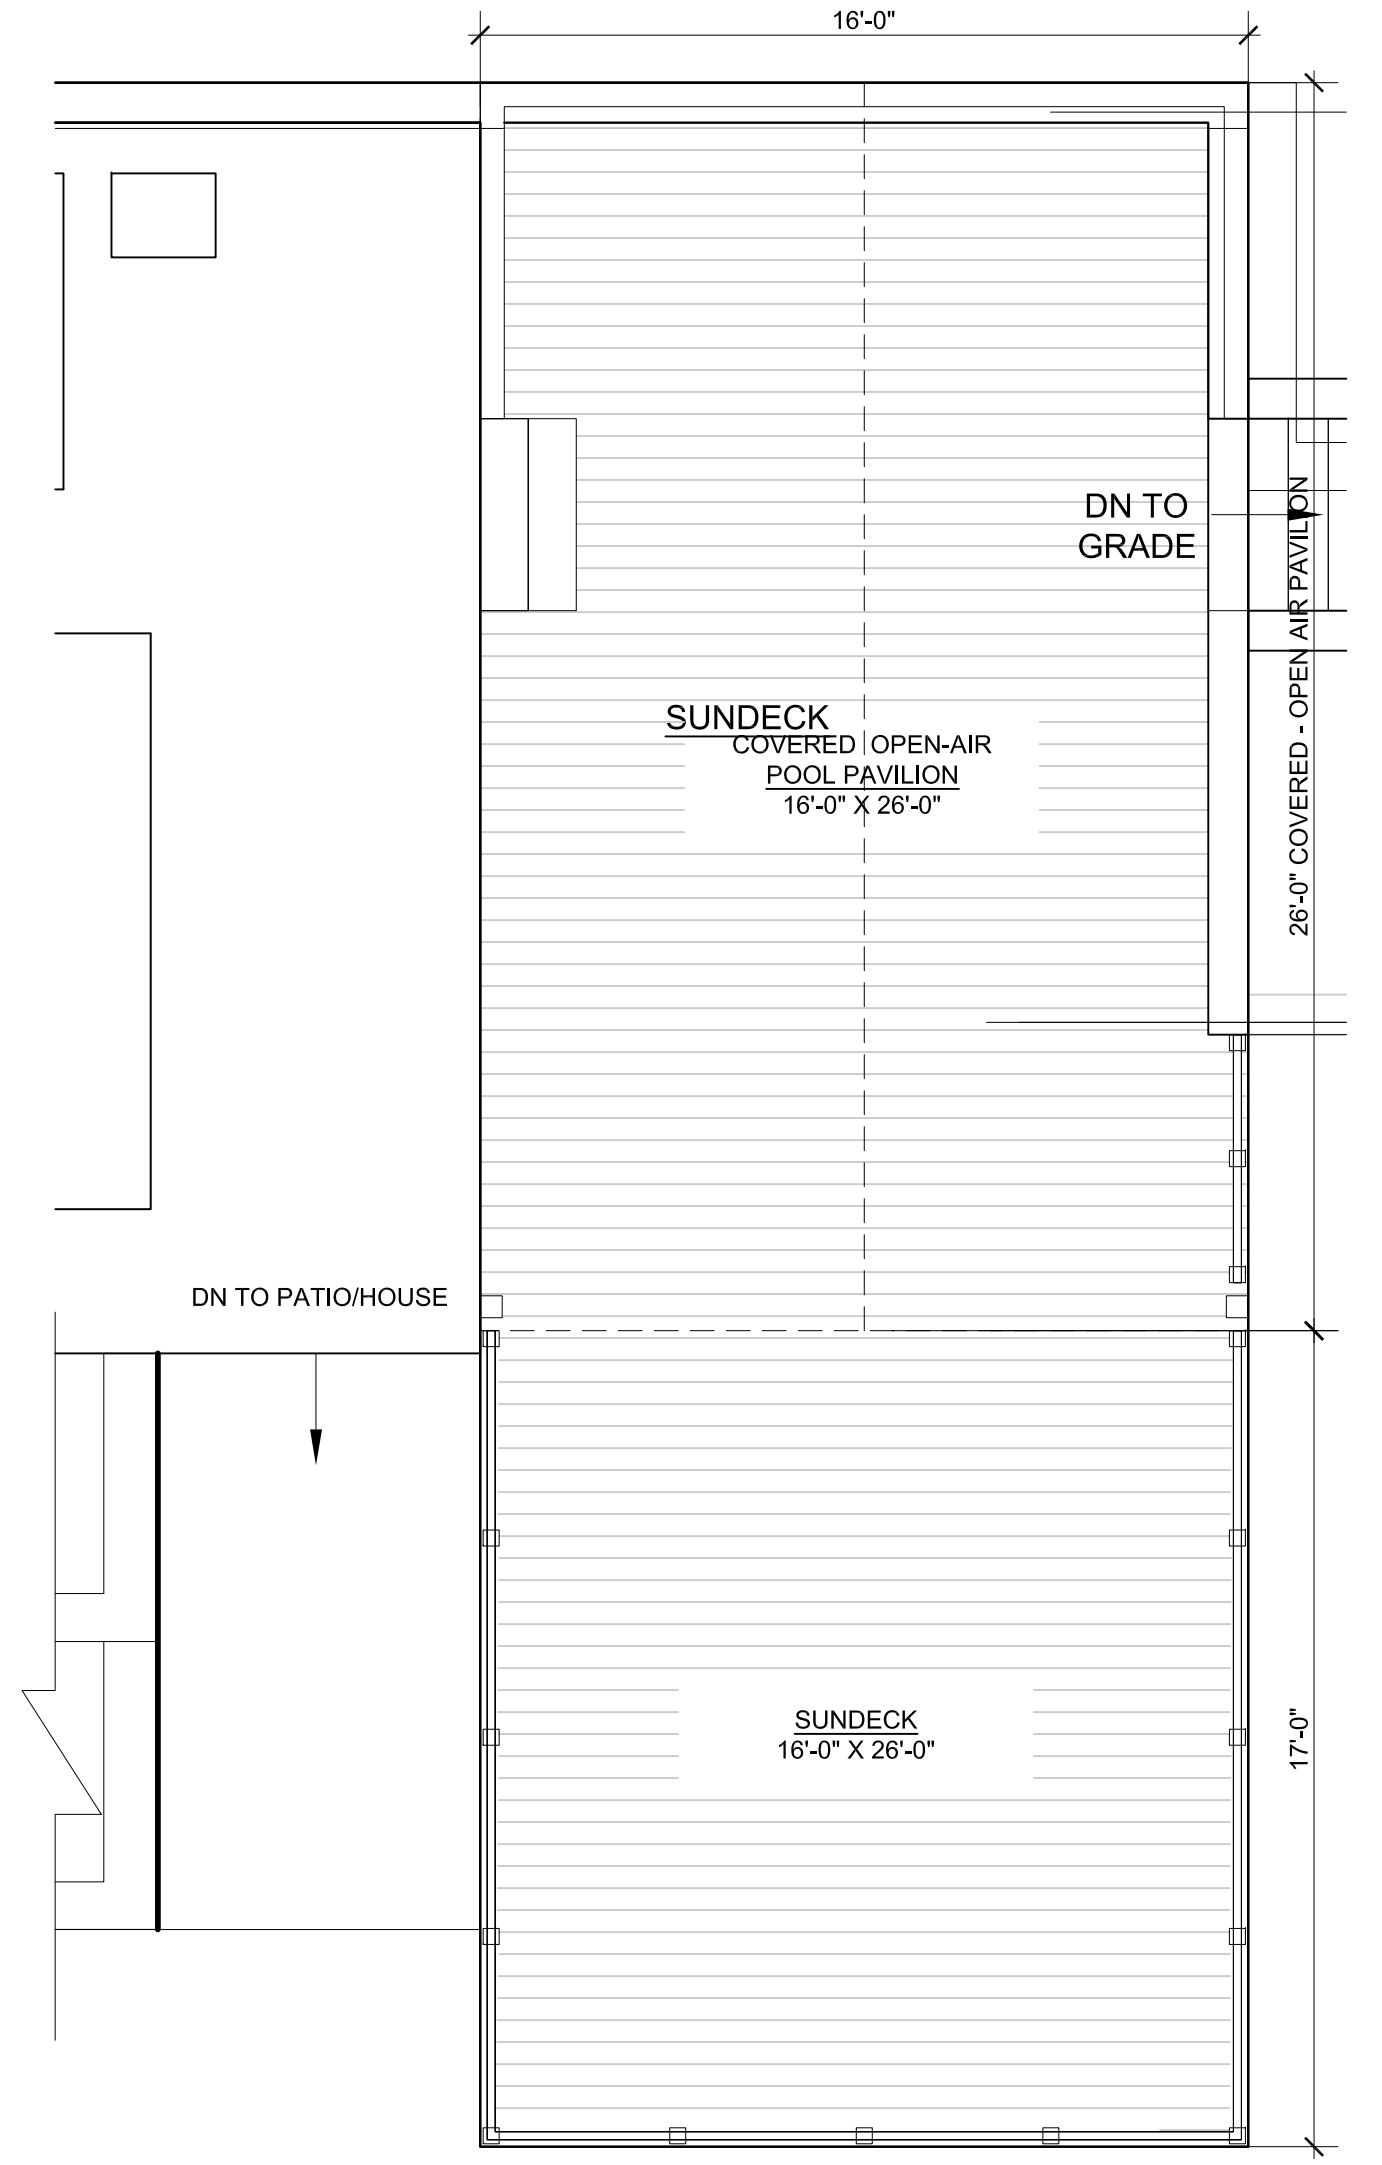 16'-0"
DN TO
GRADE
SUNDECK
COVERED OPEN-AIR
POOL PAVILION
16'-0" X 26'-0"
26'-0" COVERED - OPEN AIR PAVILION
DN TO PATIO/HOUSE
SUNDECK
16'-0" X 26'-0"
17'-0"